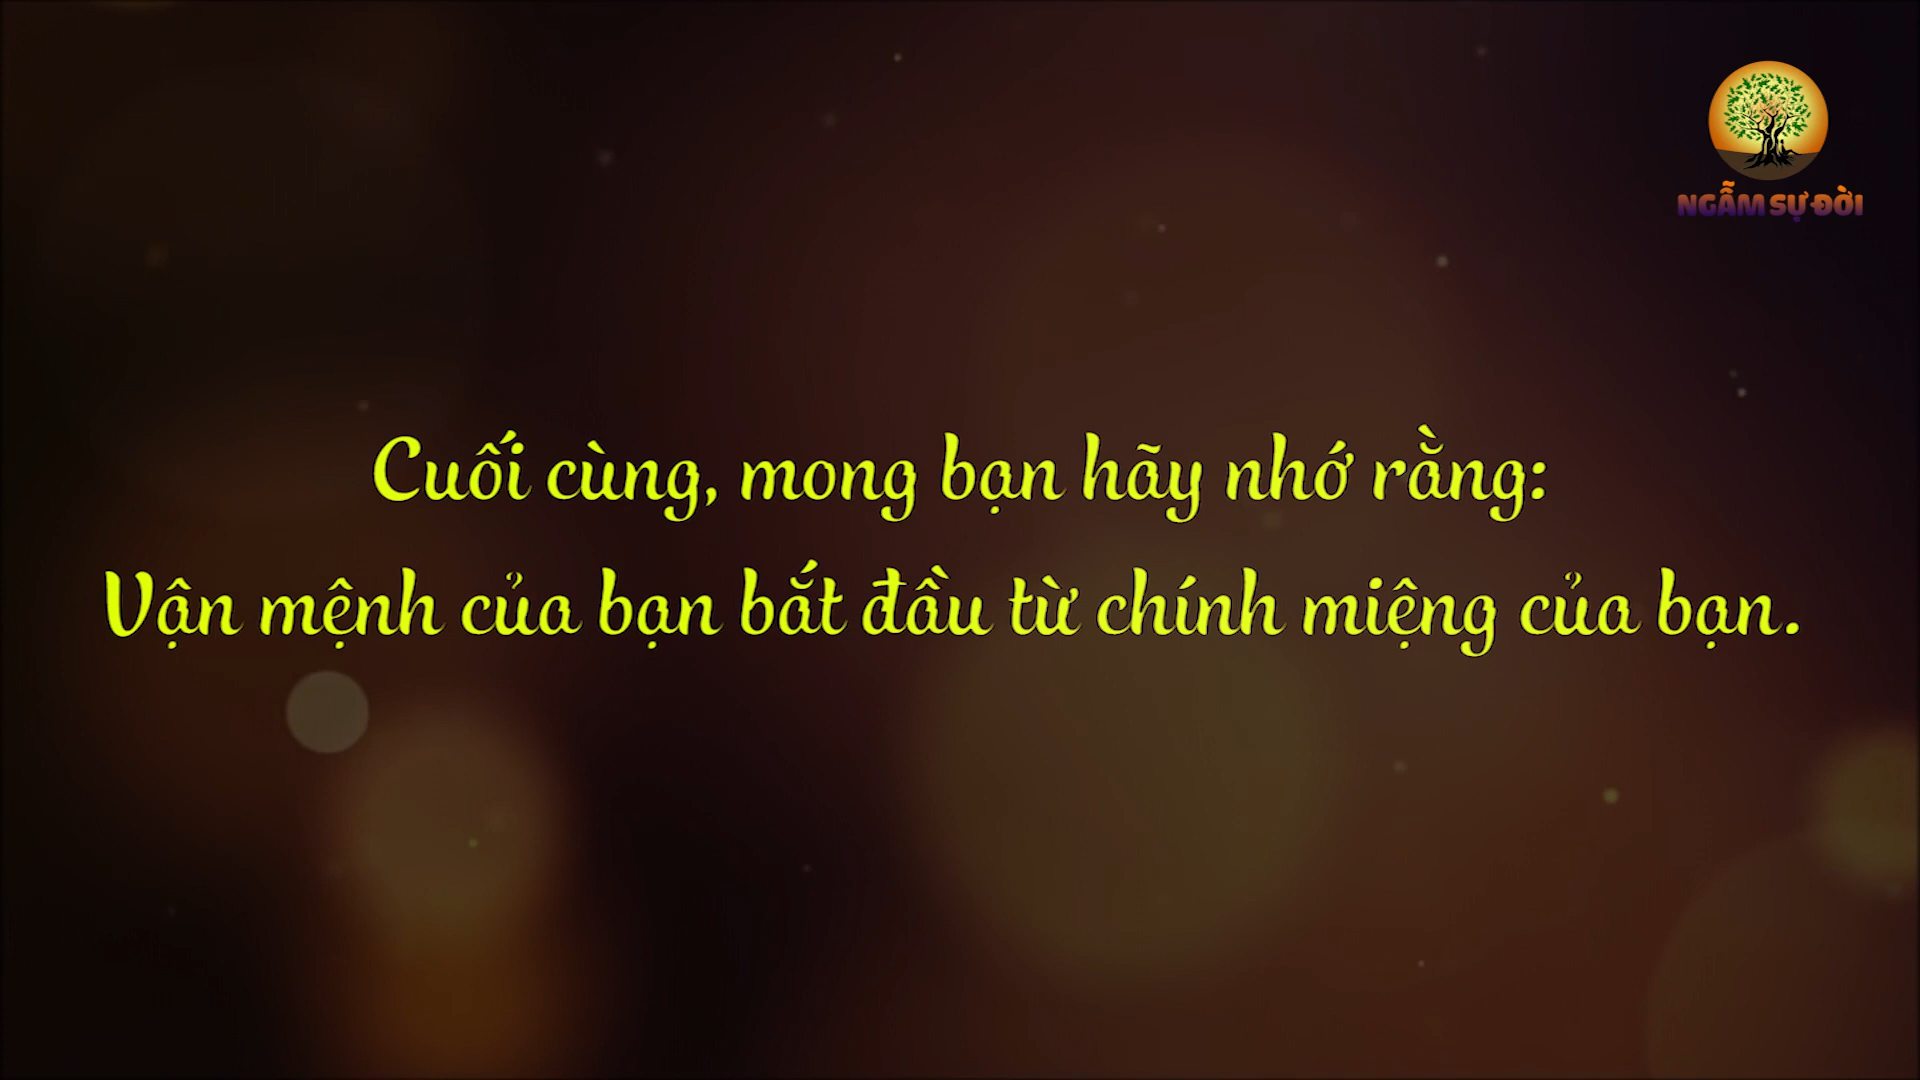 NGẪM SỰ ĐỜI
Cuối cùng, mong bạn hãy nhớ rằng:
Vận mệnh của bạn bắt đầu từ chính miệng của bạn.